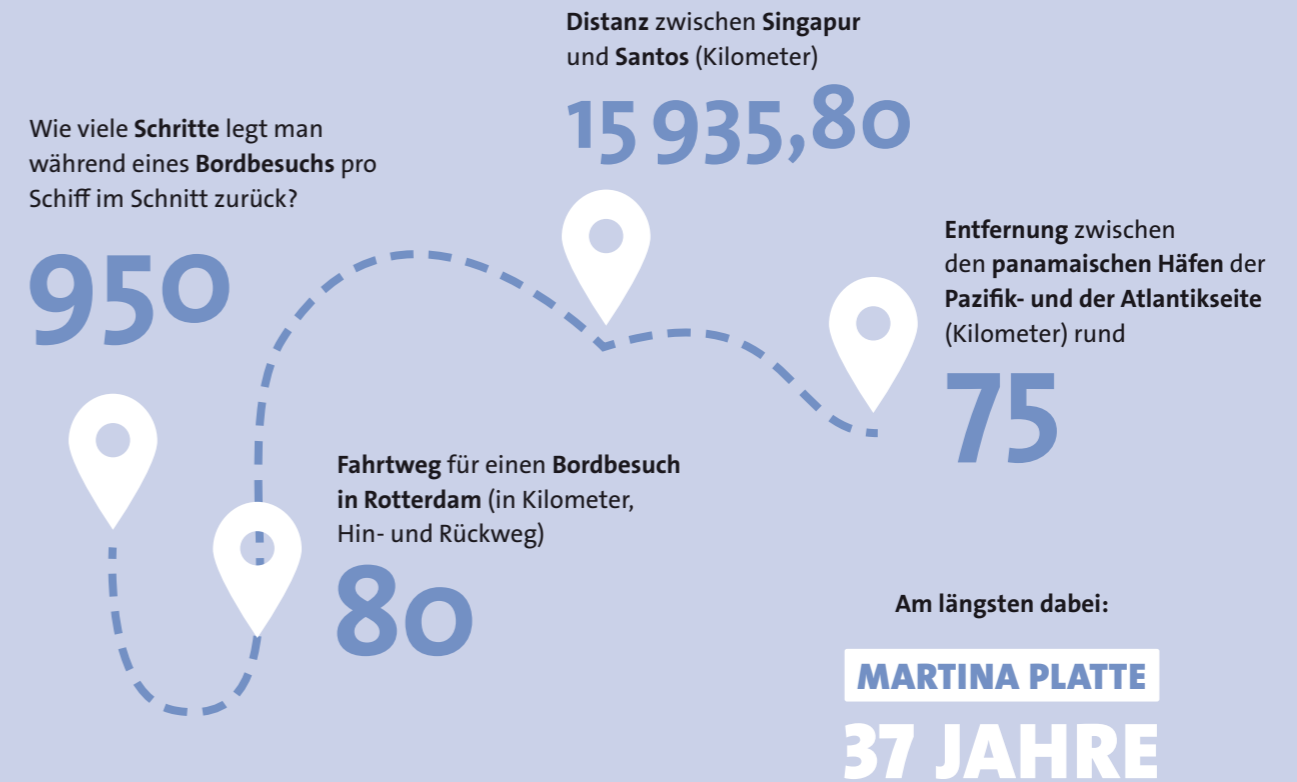 Wie viele Schritte legt man
während eines Bordbesuchs pro
Schiff im Schnitt zurück?
950
Fahrtweg für einen Bordbesuch
in Rotterdam (in Kilometer,
Hin- und Rückweg)
80
Distanz zwischen Singapur
und Santos (Kilometer)
15 935,80
Entfernung zwischen
den panamaischen Häfen der
Pazifik- und der Atlantikseite
(Kilometer) rund
75
Am längsten dabei:
MARTINA PLATTE
37 JAHRE